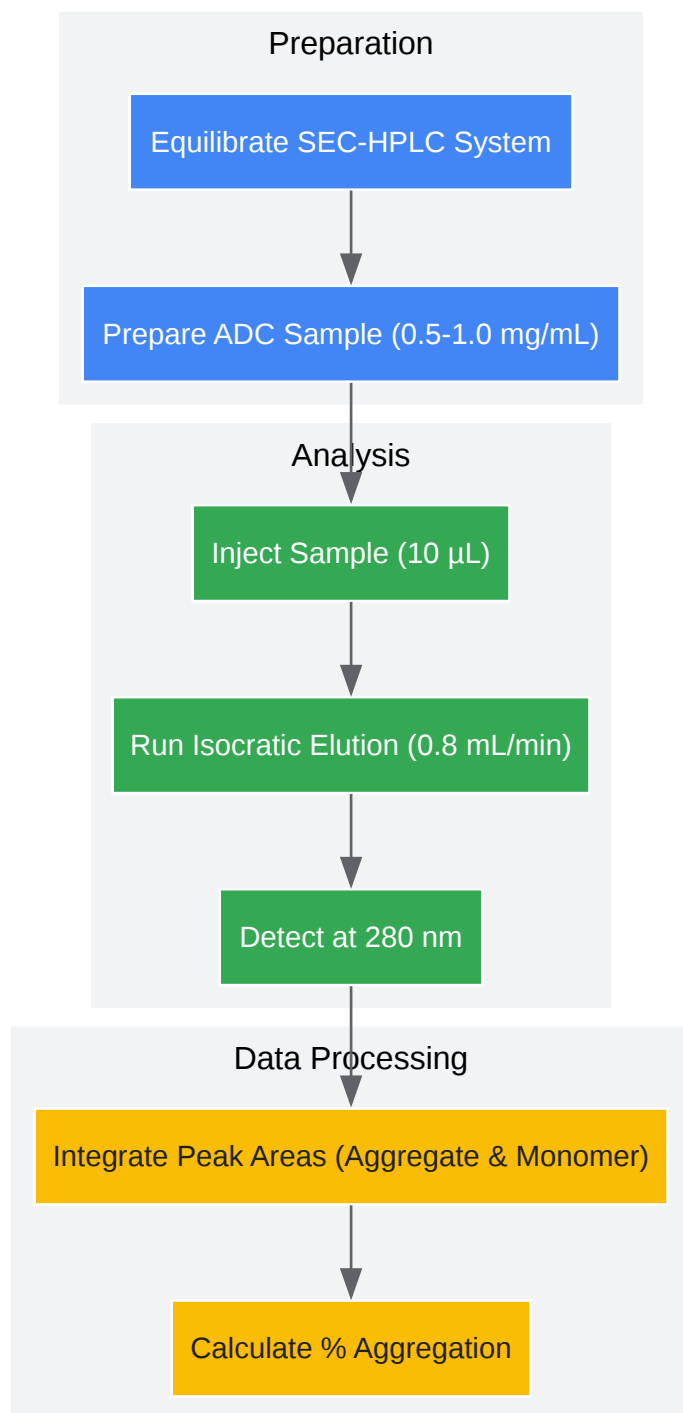 Preparation
Equilibrate SEC-HPLC System
Prepare ADC Sample (0.5-1.0 mg/mL)
Analysis
Inject Sample (10 µL)
Run Isocratic Elution (0.8 mL/min)
Detect at 280 nm
Data Processing
Integrate Peak Areas (Aggregate & Monomer)
Calculate % Aggregation